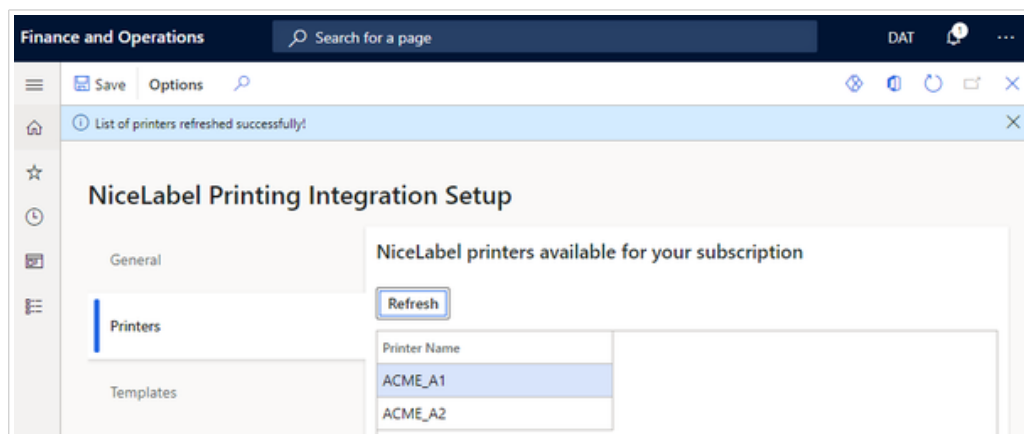 Finance and Operations
Search for a page
DAT
1
...
Save
Options
List of printers refreshed successfully!
NiceLabel Printing Integration Setup
General
Printers
Templates
NiceLabel printers available for your subscription
Refresh
Printer Name
ACME_A1
ACME_A2